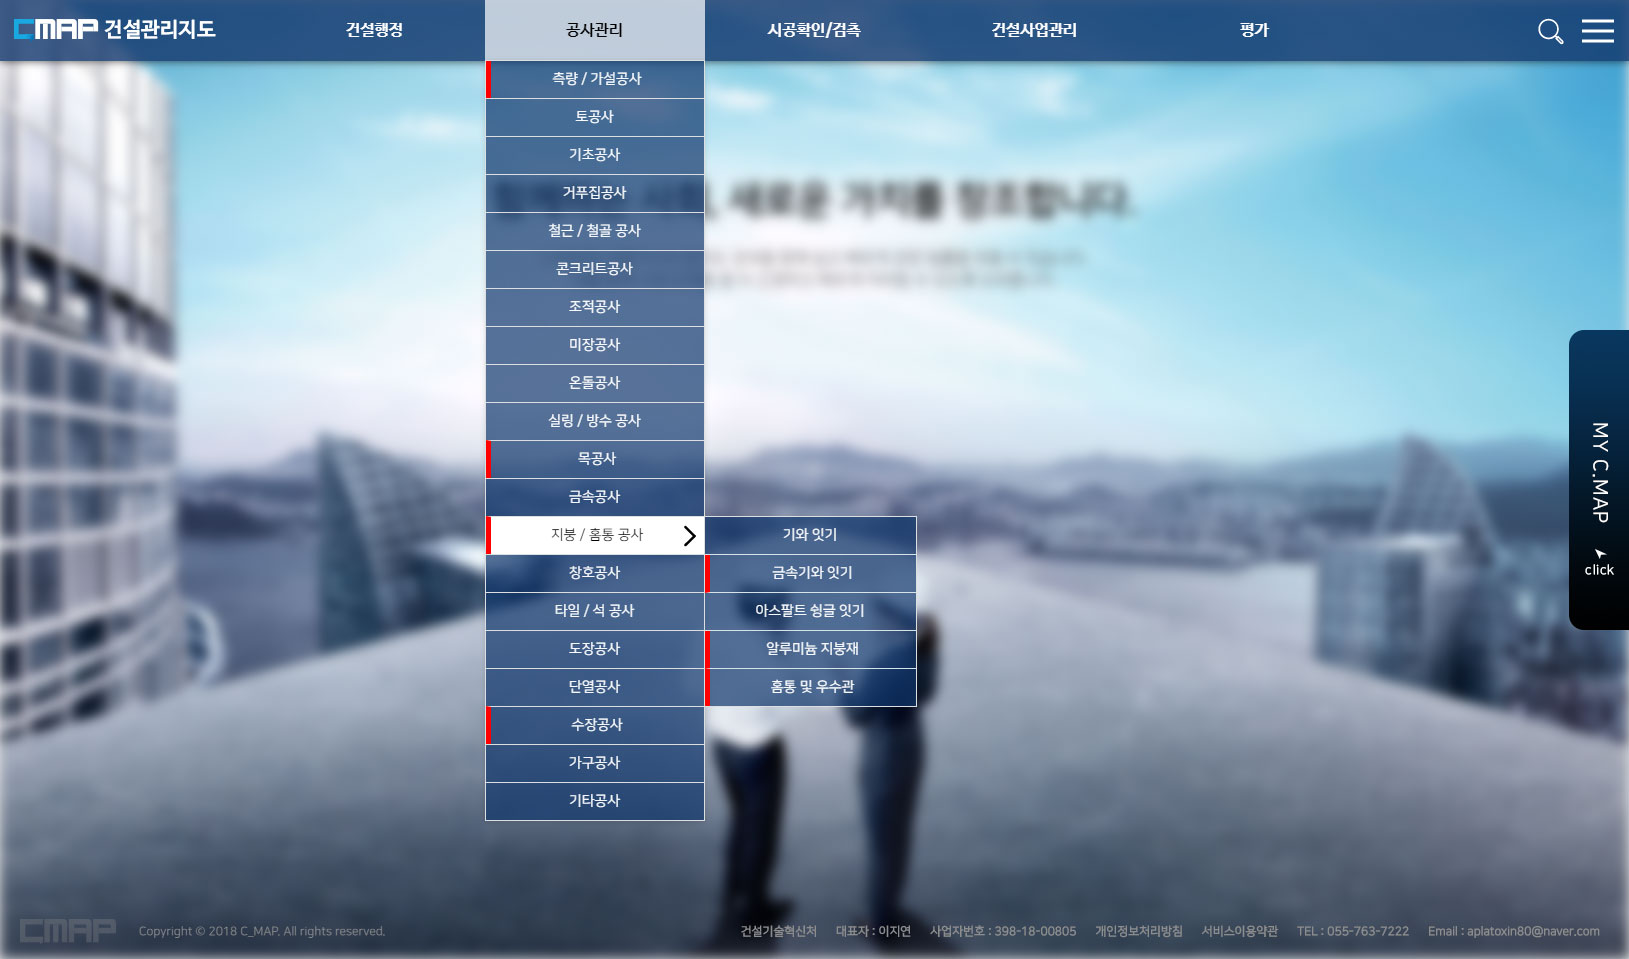 CMAP 건설관리지도
건설행정
공사관리
시공확인/검측
건설사업관리
평가
측량 / 가설공사
토공사
기초공사
거푸집공사
철근 / 철골 공사
콘크리트공사
조적공사
미장공사
온돌공사
실링 / 방수 공사
목공사
금속공사
지붕 / 홈통 공사
창호공사
타일 / 석 공사
도장공사
단열공사
수장공사
가구공사
기타공사
기와 잇기
금속기와 잇기
아스팔트 슁글 잇기
알루미늄 지붕재
홈통 및 우수관
, 새로운 가치를 창조합니다.
MY C.MAP
click
CMAP
Copyright © 2018 C_MAP. All rights reserved.
건설기술혁신처 대표자 : 이지연 사업자번호 : 398-18-00805 개인정보처리방침 서비스이용약관 TEL : 055-763-7222 Email : aplatoxin80@naver.com